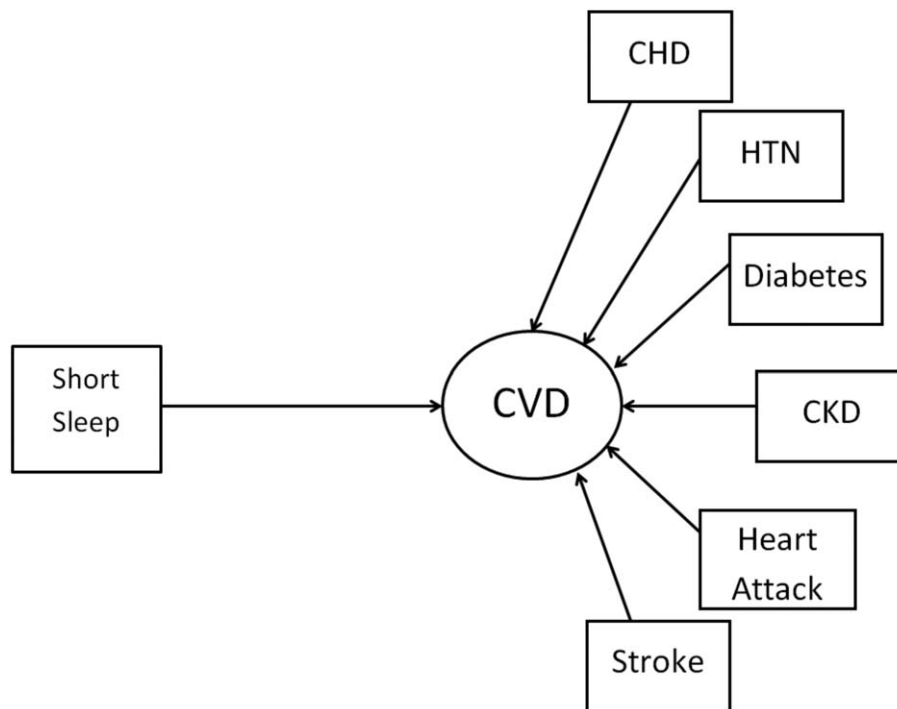 CHD
HTN
Diabetes
Short
Sleep
CVD
CKD
Heart
Attack
Stroke